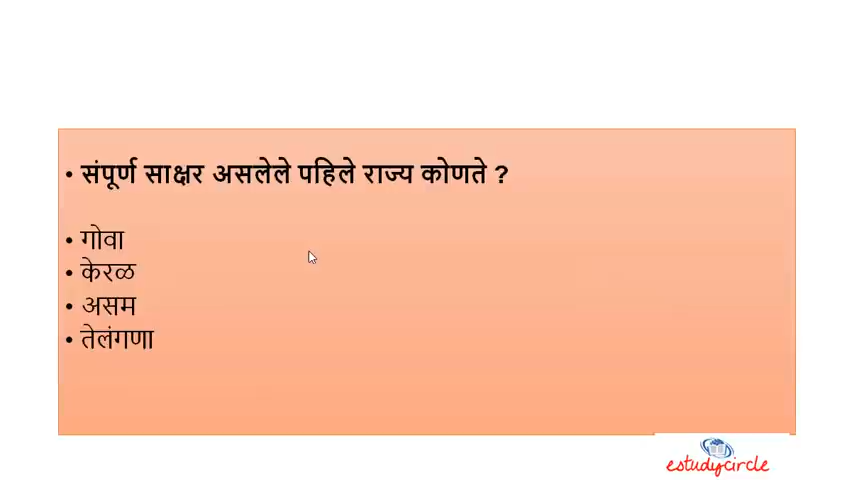 • संपूर्ण साक्षर असलेले पहिले राज्य कोणते ?
• गोवा
• केरळ
• असम
• तेलंगणा
estudycircle